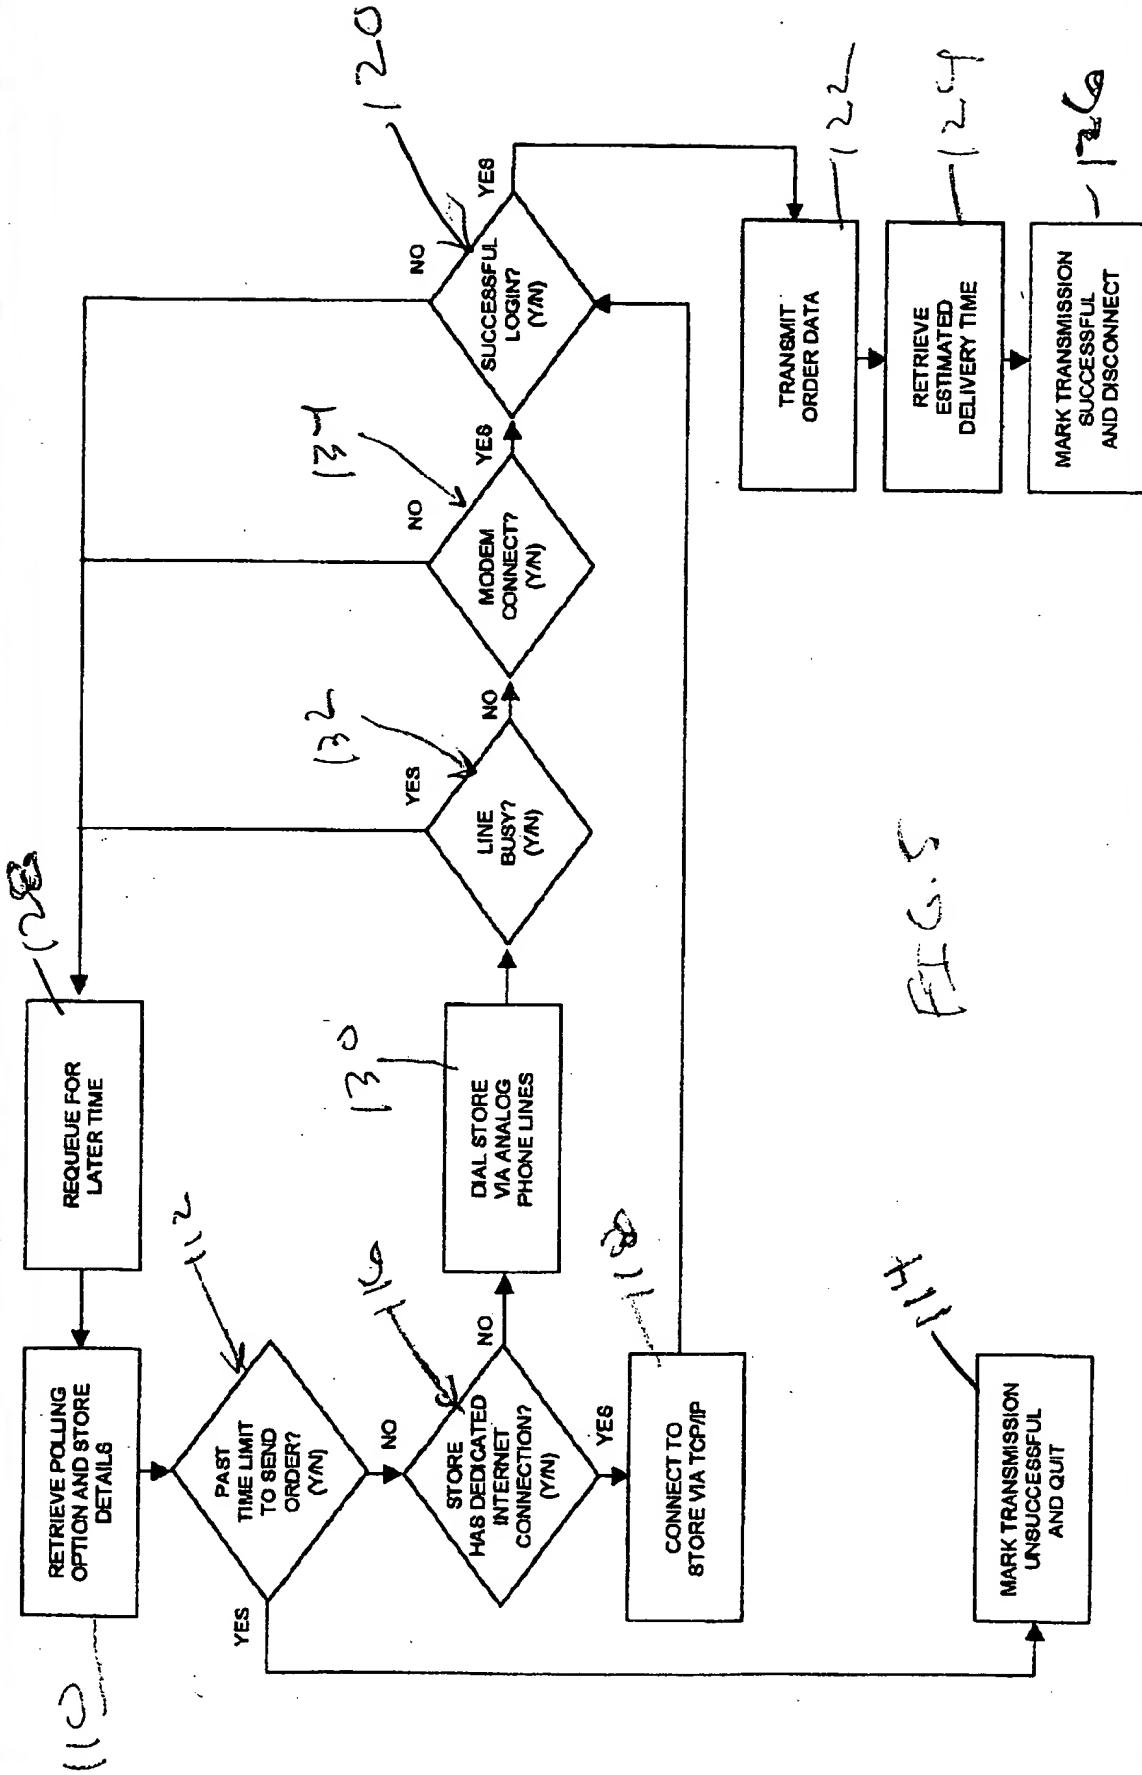 110
RETRIEVE POLLING
OPTION AND STORE
DETAILS
128
REQUEUE FOR
LATER TIME
112
PAST
TIME LIMIT
TO SEND
ORDER?
(Y/N)
YES
NO
116
STORE
HAS DEDICATED
INTERNET
CONNECTION?
(Y/N)
NO
YES
130
DIAL STORE
VIA ANALOG
PHONE LINES
132
LINE
BUSY?
(Y/N)
YES
NO
134
MODEM
CONNECT?
(Y/N)
NO
YES
120
SUCCESSFUL
LOGIN?
(Y/N)
NO
YES
118
CONNECT TO
STORE VIA TCP/IP
122
TRANSMIT
ORDER DATA
124
RETRIEVE
ESTIMATED
DELIVERY TIME
126
MARK TRANSMISSION
SUCCESSFUL
AND DISCONNECT
114
MARK TRANSMISSION
UNSUCCESSFUL
AND QUIT
FIG. 5